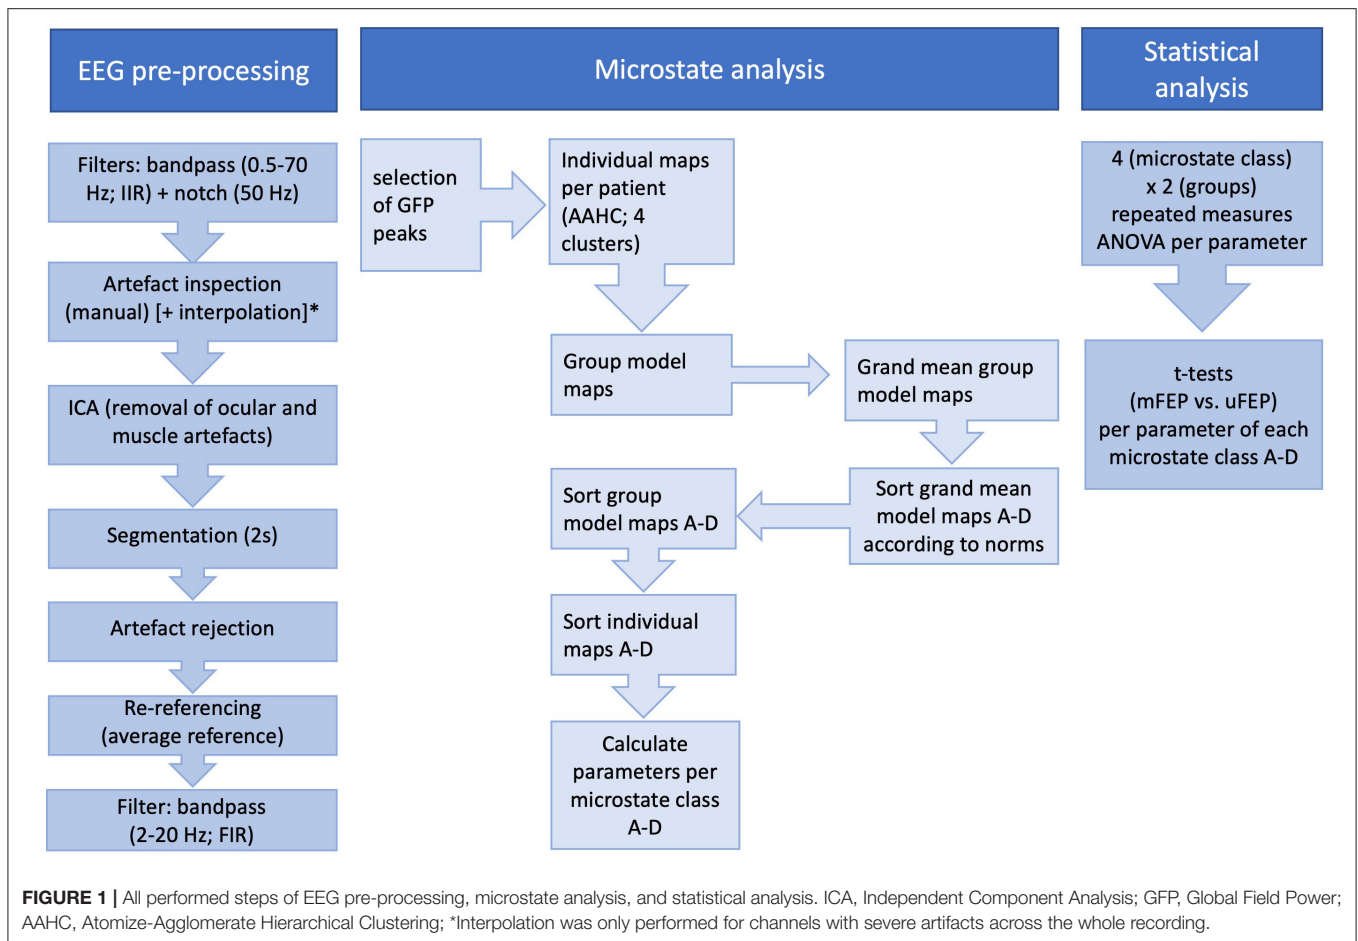 EEG pre-processing
Filters: bandpass (0.5-70
Hz; IIR) + notch (50 Hz)
Artefact inspection
(manual) [+ interpolation]*
ICA (removal of ocular and
muscle artefacts)
Segmentation (2s)
Artefact rejection
Re-referencing
(average reference)
Filter: bandpass
(2-20 Hz; FIR)
Microstate analysis
selection
of GFP
peaks
Individual maps
per patient
(AAHC; 4
clusters)
Group model
maps
Grand mean group
model maps
Sort grand mean
model maps A-D
according to norms
Sort group
model maps A-D
Sort individual
maps A-D
Calculate
parameters per
microstate class
A-D
Statistical
analysis
4 (microstate class)
x 2 (groups)
repeated measures
ANOVA per parameter
t-tests
(mFEP vs. uFEP)
per parameter of each
microstate class A-D
FIGURE 1 | All performed steps of EEG pre-processing, microstate analysis, and statistical analysis. ICA, Independent Component Analysis; GFP, Global Field Power;
AAHC, Atomize-Agglomerate Hierarchical Clustering; *Interpolation was only performed for channels with severe artifacts across the whole recording.